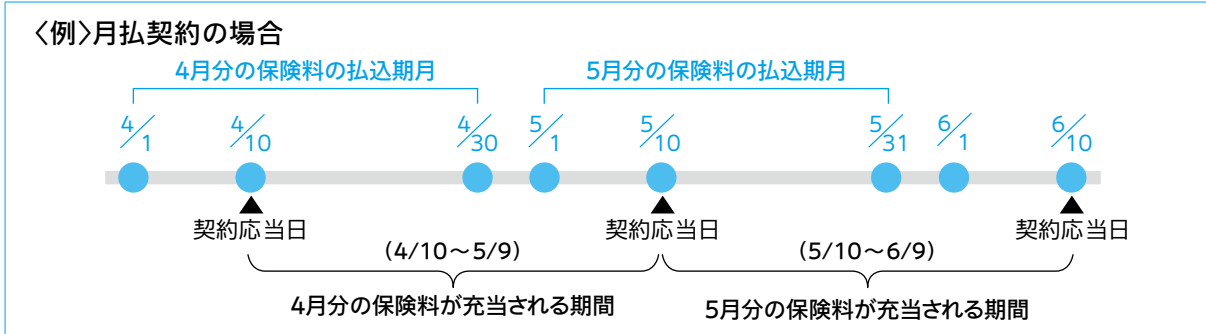 〈例〉月払契約の場合
4月分の保険料の払込期月 5月分の保険料の払込期月
4/1 4/10 4/30 5/1 5/10 5/31 6/1 6/10
契約応当日 契約応当日 契約応当日
(4/10～5/9) (5/10～6/9)
4月分の保険料が充当される期間 5月分の保険料が充当される期間